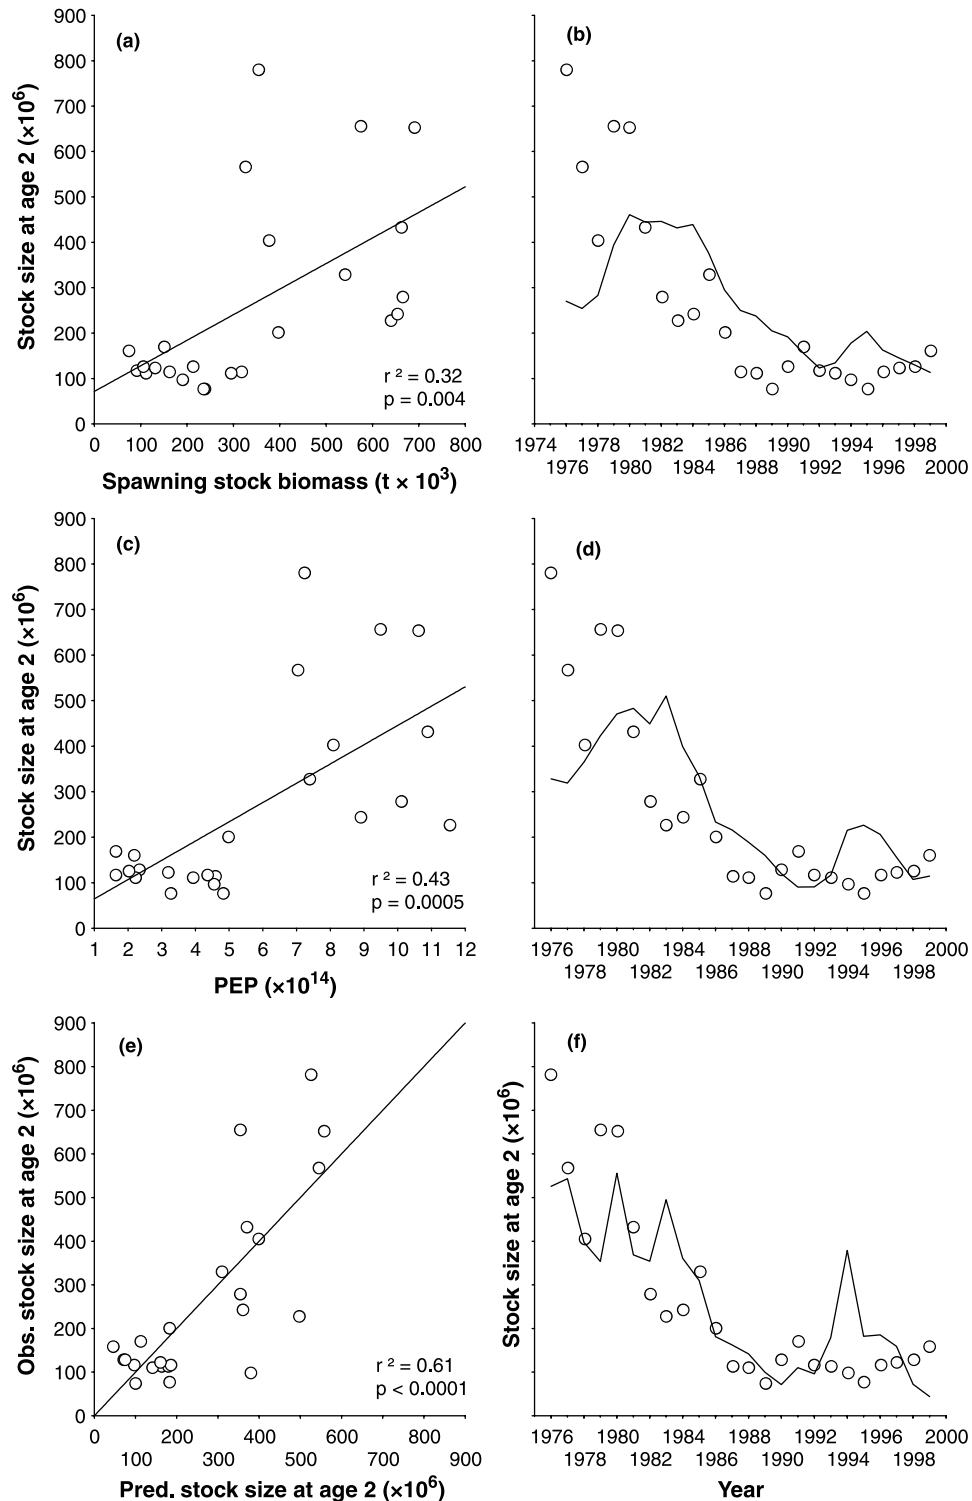 (a)
900
800
700
600
500
400
300
200
100
0
Stock size at age 2 (×10⁶)
r² = 0.32
p = 0.004
0 100 200 300 400 500 600 700 800
Spawning stock biomass (t × 10³)
(b)
1974 1978 1982 1986 1990 1994 1998
1976 1980 1984 1988 1992 1996 2000
(c)
900
800
700
600
500
400
300
200
100
0
Stock size at age 2 (×10⁶)
r² = 0.43
p = 0.0005
1 2 3 4 5 6 7 8 9 10 11 12
PEP (×10¹⁴)
(d)
1976 1980 1984 1988 1992 1996 2000
1978 1982 1986 1990 1994 1998
(e)
900
800
700
600
500
400
300
200
100
0
Obs. stock size at age 2 (×10⁶)
r² = 0.61
p < 0.0001
0 100 200 300 400 500 600 700 800 900
Pred. stock size at age 2 (×10⁶)
(f)
Stock size at age 2 (×10⁶)
1976 1980 1984 1988 1992 1996 2000
1978 1982 1986 1990 1994 1998
Year